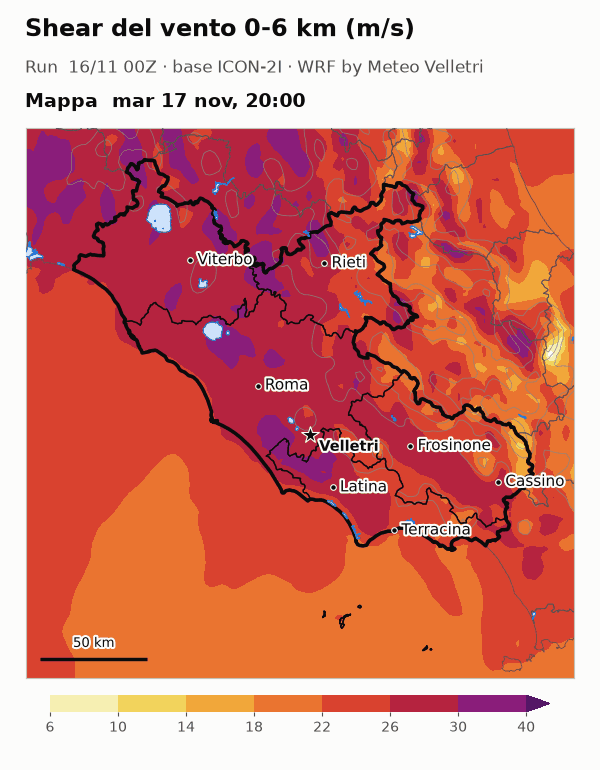 Shear del vento 0-6 km (m/s)
Run  16/11 00Z · base ICON-2I · WRF by Meteo Velletri
Mappa  mar 17 nov, 20:00
Viterbo
Rieti
Roma
Velletri
Frosinone
Cassino
Latina
Terracina
50 km
6 10 14 18 22 26 30 40